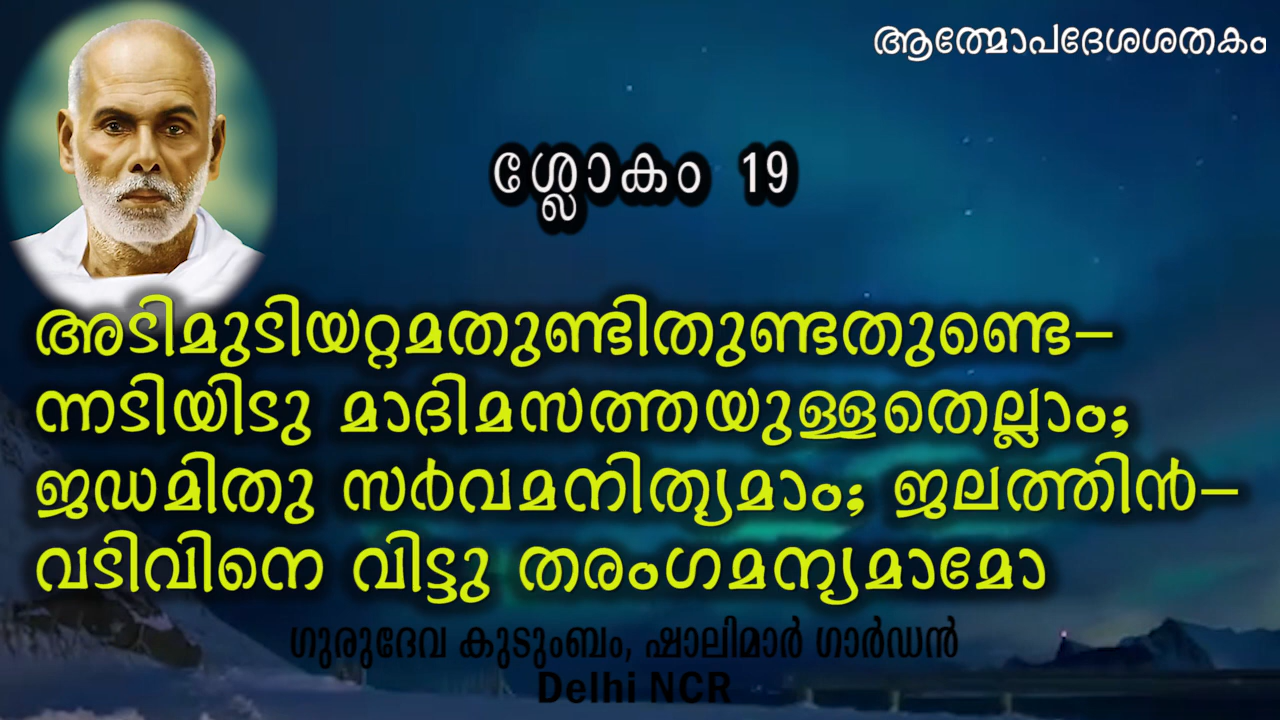 ആത്മോപദേശശതകം
ശ്ലോകം 19
അടിമുടിയറ്റമതുണ്ടിതുണ്ടതുണ്ടെ–
ന്നടിയിടു മാദിമസത്തയുള്ളതെല്ലാം;
ജഡമിതു സർവമനിത്യമാം; ജലത്തിൻ–
വടിവിനെ വിട്ടു തരംഗമന്യമാമോ
ഗുരുദേവ കുടുംബം, ഷാലിമാർ ഗാർഡൻ
Delhi NCR